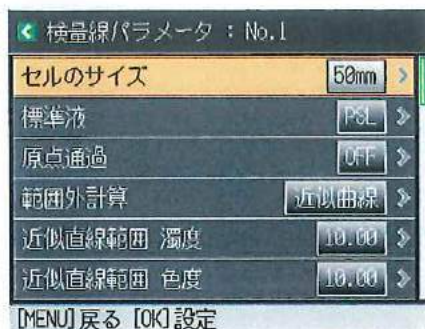 検量線パラメータ：No.1
セルのサイズ 50mm
標準液 PSL
原点通過 OFF
範囲外計算 近似曲線
近似直線範囲 濁度 10.00
近似直線範囲 色度 10.00
[MENU]戻る [OK]設定